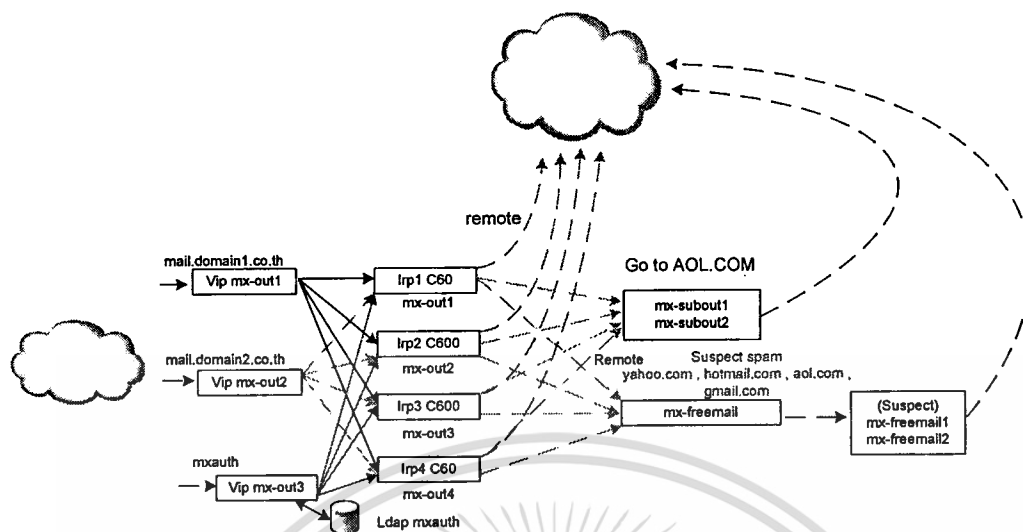 remote
mail.domain1.co.th
Vip mx-out1
Irp1 C60
mx-out1
Go to AOL.COM
mx-subout1
mx-subout2
Irp2 C600
mx-out2
mail.domain2.co.th
Vip mx-out2
Remote
Suspect spam
yahoo.com , hotmail.com , aol.com ,
gmail.com
mx-freemail
(Suspect)
mx-freemail1
mx-freemail2
Irp3 C600
mx-out3
mxauth
Vip mx-out3
Irp4 C60
mx-out4
Ldap mxauth